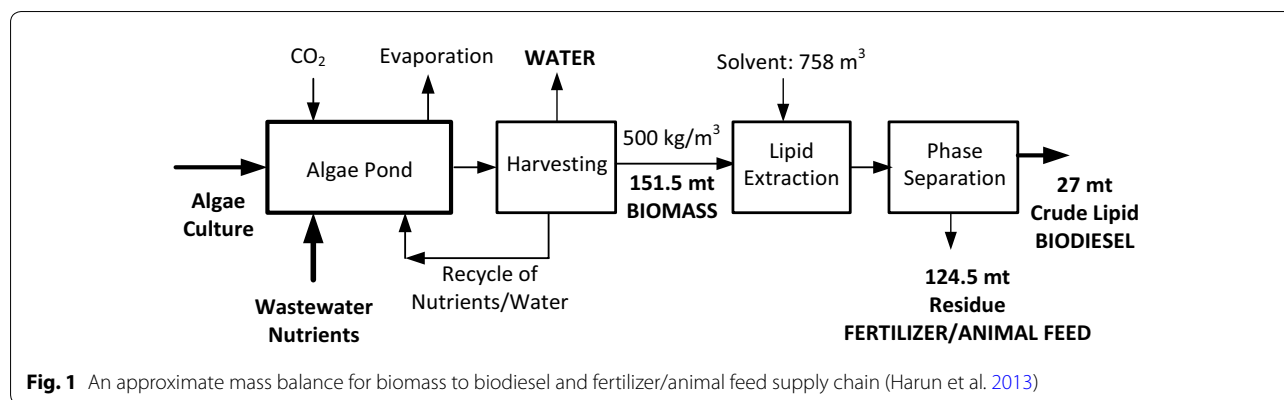 CO₂
Evaporation
WATER
Solvent: 758 m³
Algae Pond
Harvesting
500 kg/m³
151.5 mt
BIOMASS
Lipid
Extraction
Phase
Separation
27 mt
Crude Lipid
BIODIESEL
Algae
Culture
Wastewater
Nutrients
Recycle of
Nutrients/Water
124.5 mt
Residue
FERTILIZER/ANIMAL FEED
Fig. 1 An approximate mass balance for biomass to biodiesel and fertilizer/animal feed supply chain (Harun et al. 2013)